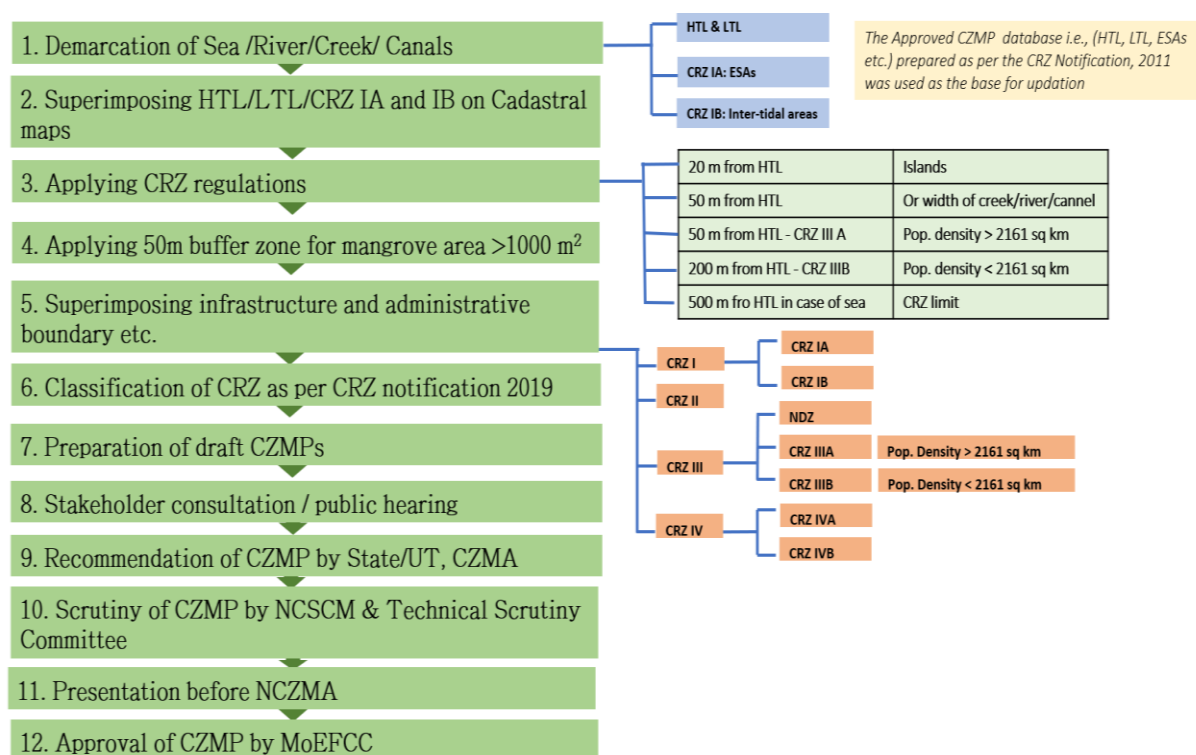 1. Demarcation of Sea /River/Creek/ Canals
2. Superimposing HTL/LTL/CRZ IA and IB on Cadastral
maps
3. Applying CRZ regulations
4. Applying 50m buffer zone for mangrove area >1000 m²
5. Superimposing infrastructure and administrative
boundary etc.
6. Classification of CRZ as per CRZ notification 2019
7. Preparation of draft CZMPs
8. Stakeholder consultation / public hearing
9. Recommendation of CZMP by State/UT, CZMA
10. Scrutiny of CZMP by NCSCM & Technical Scrutiny
Committee
11. Presentation before NCZMA
12. Approval of CZMP by MoEFCC
HTL & LTL
CRZ IA: ESAs
CRZ IB: Inter-tidal areas
The Approved CZMP database i.e., (HTL, LTL, ESAs
etc.) prepared as per the CRZ Notification, 2011
was used as the base for updation
20 m from HTL Islands
50 m from HTL Or width of creek/river/cannel
50 m from HTL - CRZ III A Pop. density > 2161 sq km
200 m from HTL - CRZ IIIB Pop. density < 2161 sq km
500 m fro HTL in case of sea CRZ limit
CRZ I
CRZ IA
CRZ IB
CRZ II
CRZ III
NDZ
CRZ IIIA Pop. Density > 2161 sq km
CRZ IIIB Pop. Density < 2161 sq km
CRZ IV
CRZ IVA
CRZ IVB